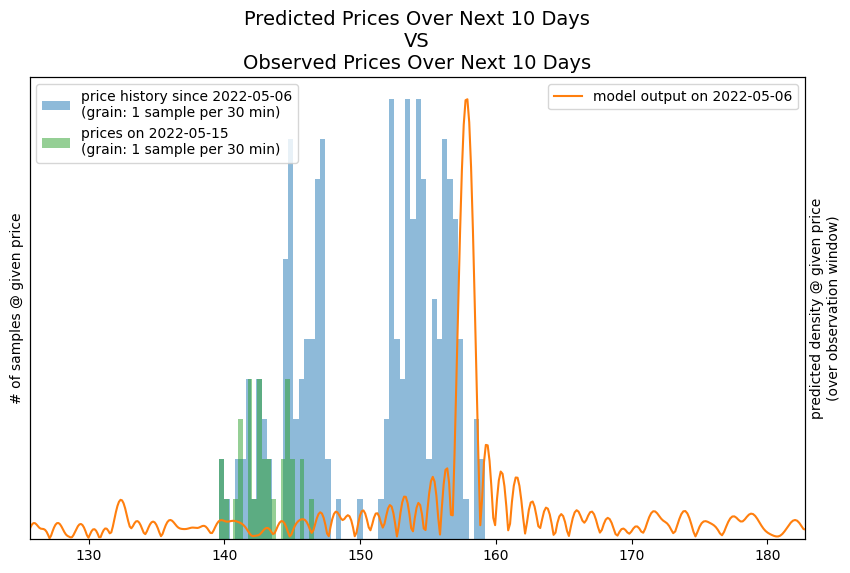 Predicted Prices Over Next 10 Days
VS
Observed Prices Over Next 10 Days
price history since 2022-05-06
(grain: 1 sample per 30 min)
prices on 2022-05-15
(grain: 1 sample per 30 min)
model output on 2022-05-06
# of samples @ given price
predicted density @ given price
(over observation window)
130 140 150 160 170 180